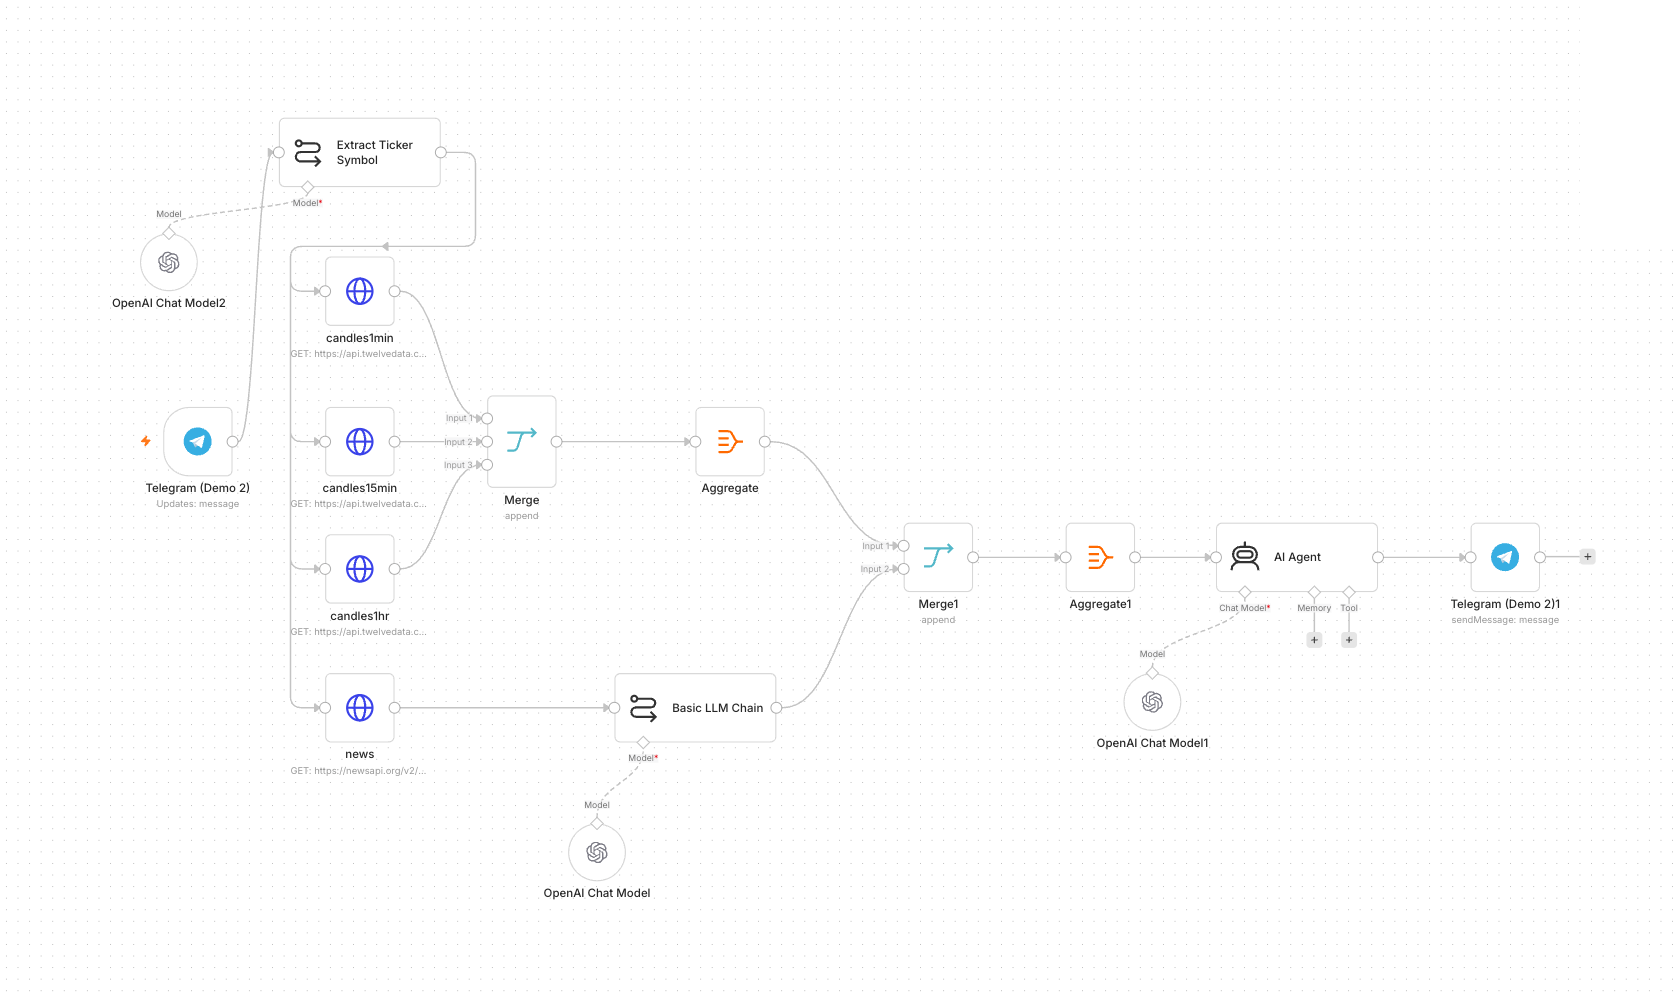 Extract Ticker
Symbol
Model*
Model
OpenAI Chat Model2
candles1min
GET: https://api.twelvedata.c...
Telegram (Demo 2)
Updates: message
candles15min
GET: https://api.twelvedata.c...
Input 1
Input 2
Input 3
Merge
append
Aggregate
candles1hr
GET: https://api.twelvedata.c...
news
GET: https://newsapi.org/v2/...
Basic LLM Chain
Model*
Model
OpenAI Chat Model
Input 1
Input 2
Merge1
append
Aggregate1
AI Agent
Chat Model*
Memory
Tool
+
+
Model
OpenAI Chat Model1
Telegram (Demo 2)1
sendMessage: message
+